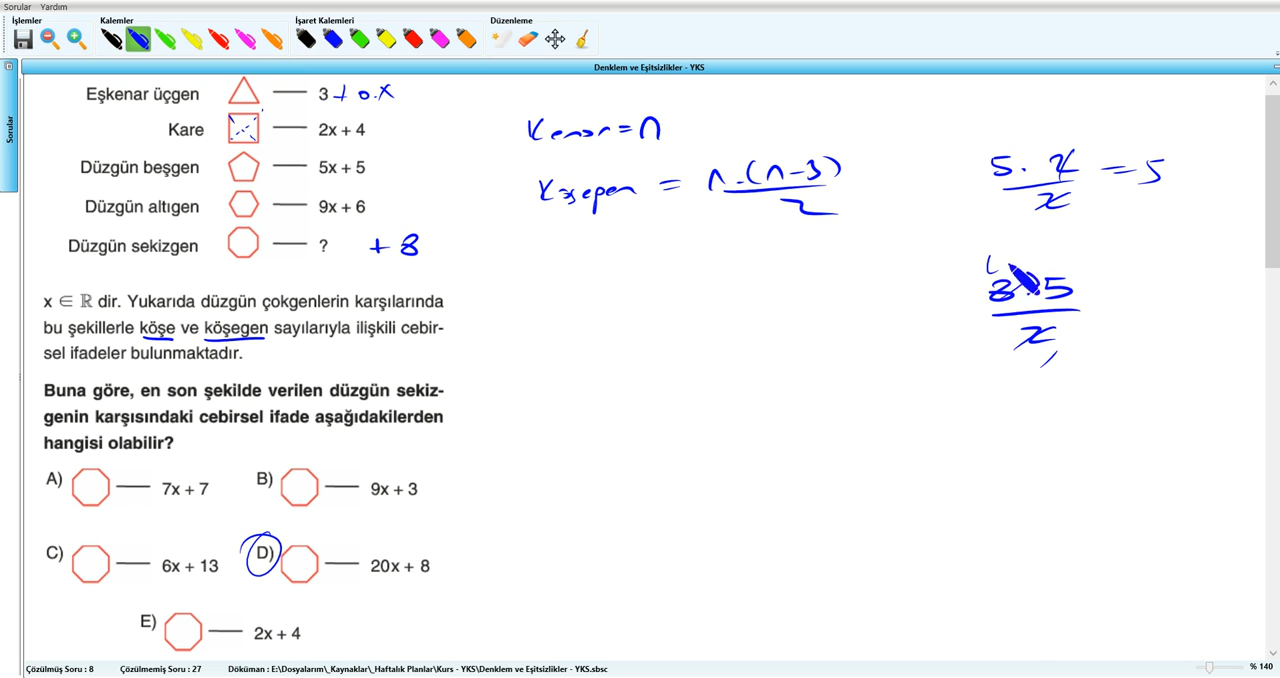 Sorular Yardım
İşlemler Kalemler İşaret Kalemleri Düzenleme
Denklem ve Eşitsizlikler - YKS
Sorular
Eşkenar üçgen — 3 + 0.x
Kare — 2x + 4
Düzgün beşgen — 5x + 5
Düzgün altıgen — 9x + 6
Düzgün sekizgen — ? + 8
x ∈ ℝ dir. Yukarıda düzgün çokgenlerin karşılarında
bu şekillerle köşe ve köşegen sayılarıyla ilişkili cebir-
sel ifadeler bulunmaktadır.
Buna göre, en son şekilde verilen düzgün sekiz-
genin karşısındaki cebirsel ifade aşağıdakilerden
hangisi olabilir?
A) — 7x + 7 B) — 9x + 3
C) — 6x + 13 D) — 20x + 8
E) — 2x + 4
Kenar = n
Köşegen = n.(n-3)
2
5.2 = 5
2
8.5
2
Çözülmüş Soru : 8 Çözülmemiş Soru : 27 Döküman : E:\Dosyalarım\_Kaynaklar\_Haftalık Planlar\Kurs - YKS\Denklem ve Eşitsizlikler - YKS.sbsc % 140